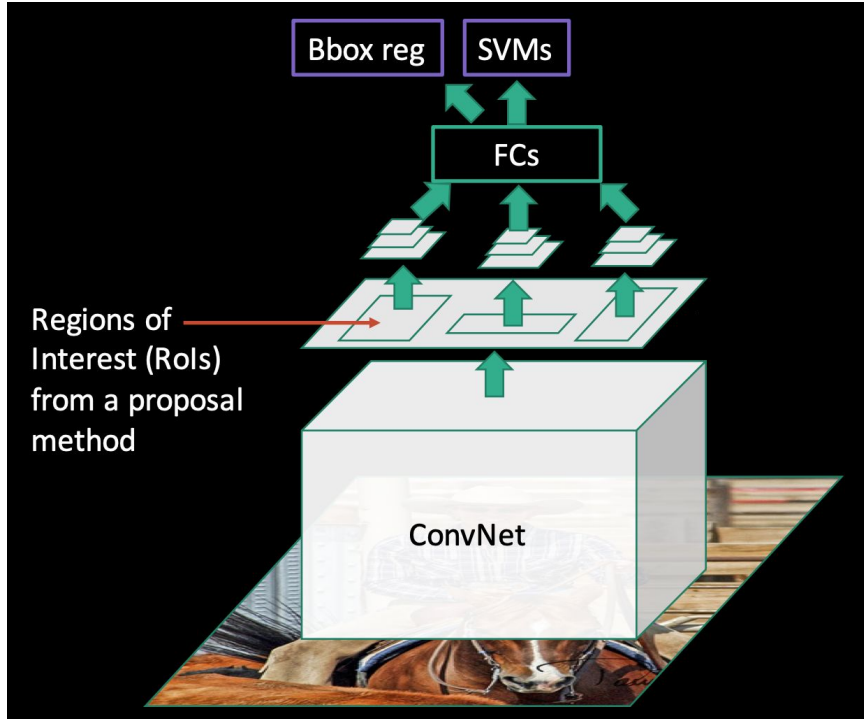 Bbox reg
SVMs
FCs
Regions of
Interest (RoIs)
from a proposal
method
ConvNet